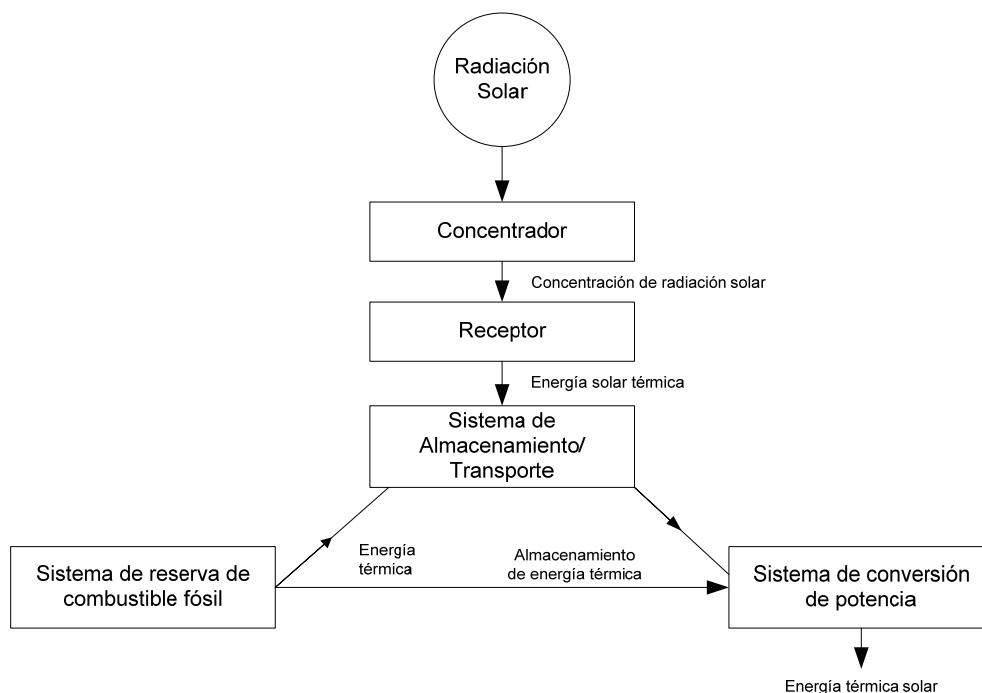 Radiación
Solar
Concentrador
Concentración de radiación solar
Receptor
Energía solar térmica
Sistema de
Almacenamiento/
Transporte
Sistema de reserva de
combustible fósil
Energía
térmica
Almacenamiento
de energía térmica
Sistema de conversión
de potencia
Energía térmica solar